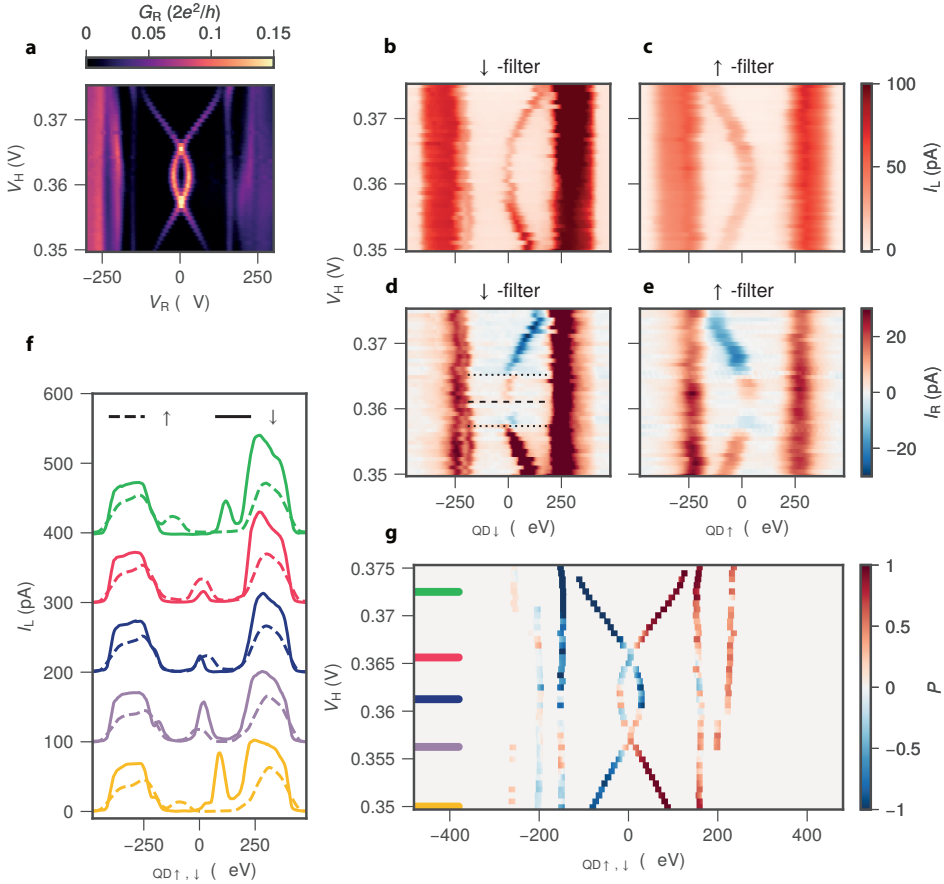 G_R (2e²/h)
0 0.05 0.1 0.15
a
0.37
0.36
0.35
V_H (V)
−250 0 250
V_R ( V)
b
↓ -filter
0.37
0.36
0.35
c
↑ -filter
100
50
0
I_L (pA)
V_H (V)
d
↓ -filter
0.37
0.36
0.35
−250 0 250
QD↓ ( eV)
e
↑ -filter
−250 0 250
QD↑ ( eV)
20
0
−20
I_R (pA)
f
600
500
400
300
200
100
0
I_L (pA)
↑ ↓
−250 0 250
QD↑,↓ ( eV)
g
0.375
0.37
0.365
0.36
0.355
0.35
V_H (V)
−400 −200 0 200 400
QD↑,↓ ( eV)
1
0.5
0
−0.5
−1
P